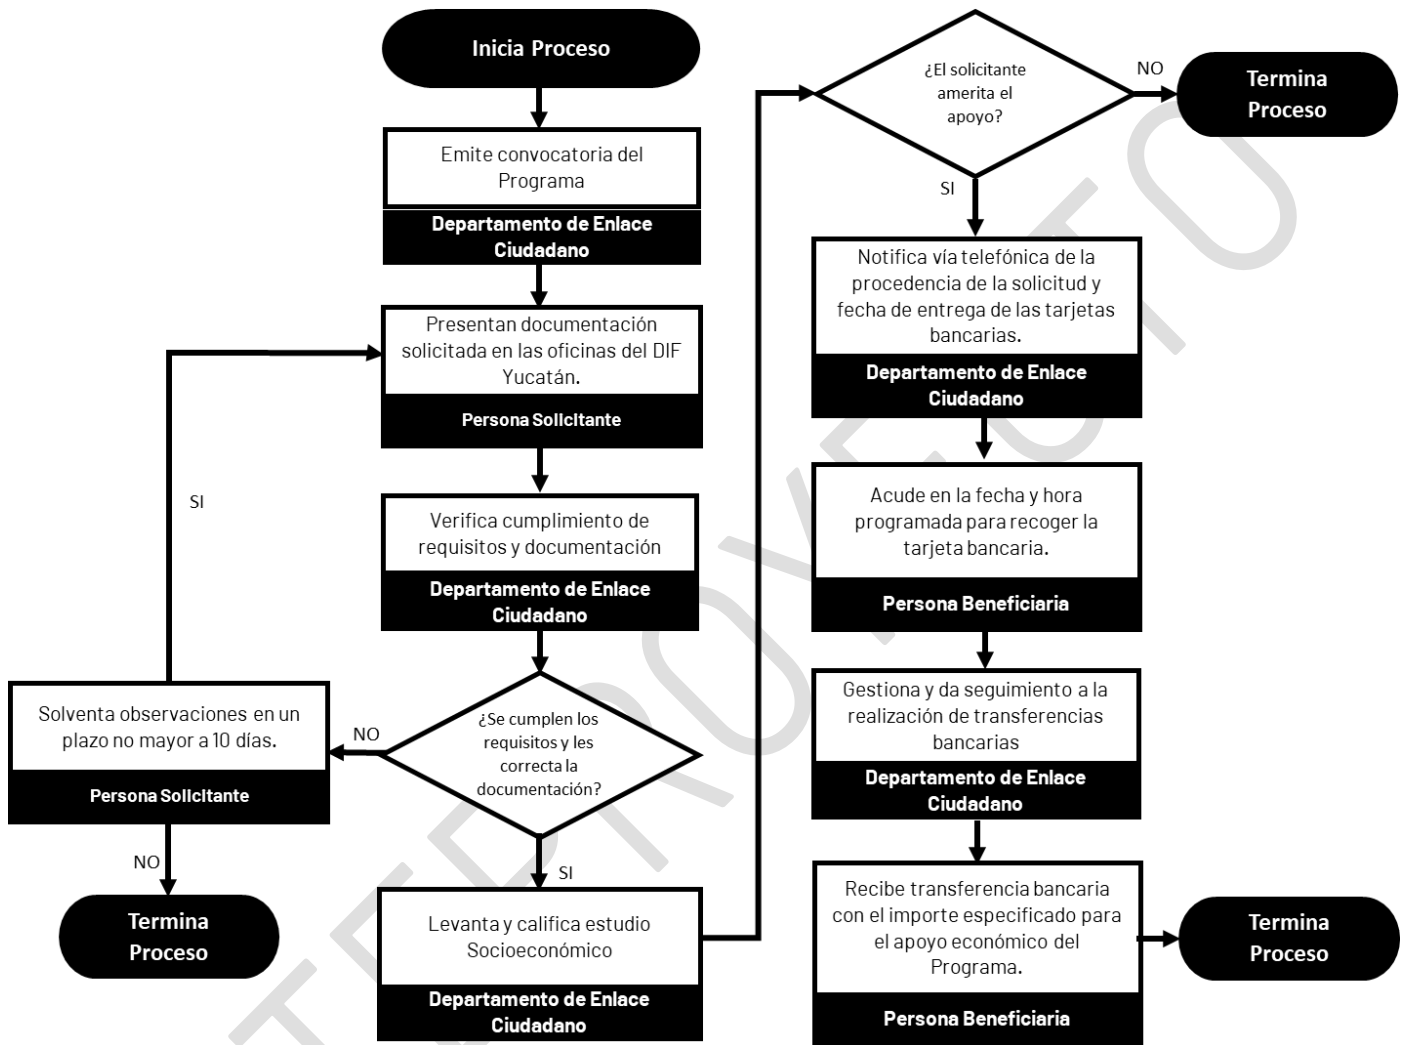 Inicia Proceso
Emite convocatoria del
Programa
Departamento de Enlace
Ciudadano
Presentan documentación
solicitada en las oficinas del DIF
Yucatán.
Persona Solicitante
Verifica cumplimiento de
requisitos y documentación
Departamento de Enlace
Ciudadano
¿Se cumplen los
requisitos y les
correcta la
documentación?
NO
Solventa observaciones en un
plazo no mayor a 10 días.
Persona Solicitante
SI
NO
Termina
Proceso
SI
Levanta y califica estudio
Socioeconómico
Departamento de Enlace
Ciudadano
¿El solicitante
amerita el
apoyo?
NO
Termina
Proceso
SI
Notifica vía telefónica de la
procedencia de la solicitud y
fecha de entrega de las tarjetas
bancarias.
Departamento de Enlace
Ciudadano
Acude en la fecha y hora
programada para recoger la
tarjeta bancaria.
Persona Beneficiaria
Gestiona y da seguimiento a la
realización de transferencias
bancarias
Departamento de Enlace
Ciudadano
Recibe transferencia bancaria
con el importe especificado para
el apoyo económico del
Programa.
Persona Beneficiaria
Termina
Proceso
TEPROYECTO